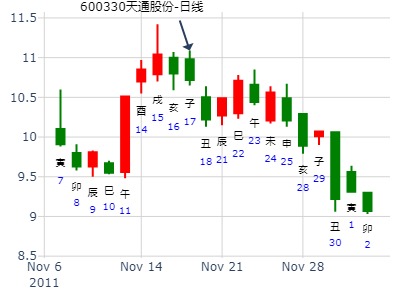 600330天通股份-日线
11.5
11
10.5
10
9.5
9
8.5
寅
7
卯
8
辰
9
巳
10
午
11
酉
14
戌
15
亥
16
子
17
丑
18
辰
21
巳
22
午
23
未
24
申
25
亥
28
子
29
丑
30
寅
1
卯
2
Nov 6
Nov 14
Nov 21
Nov 28
2011